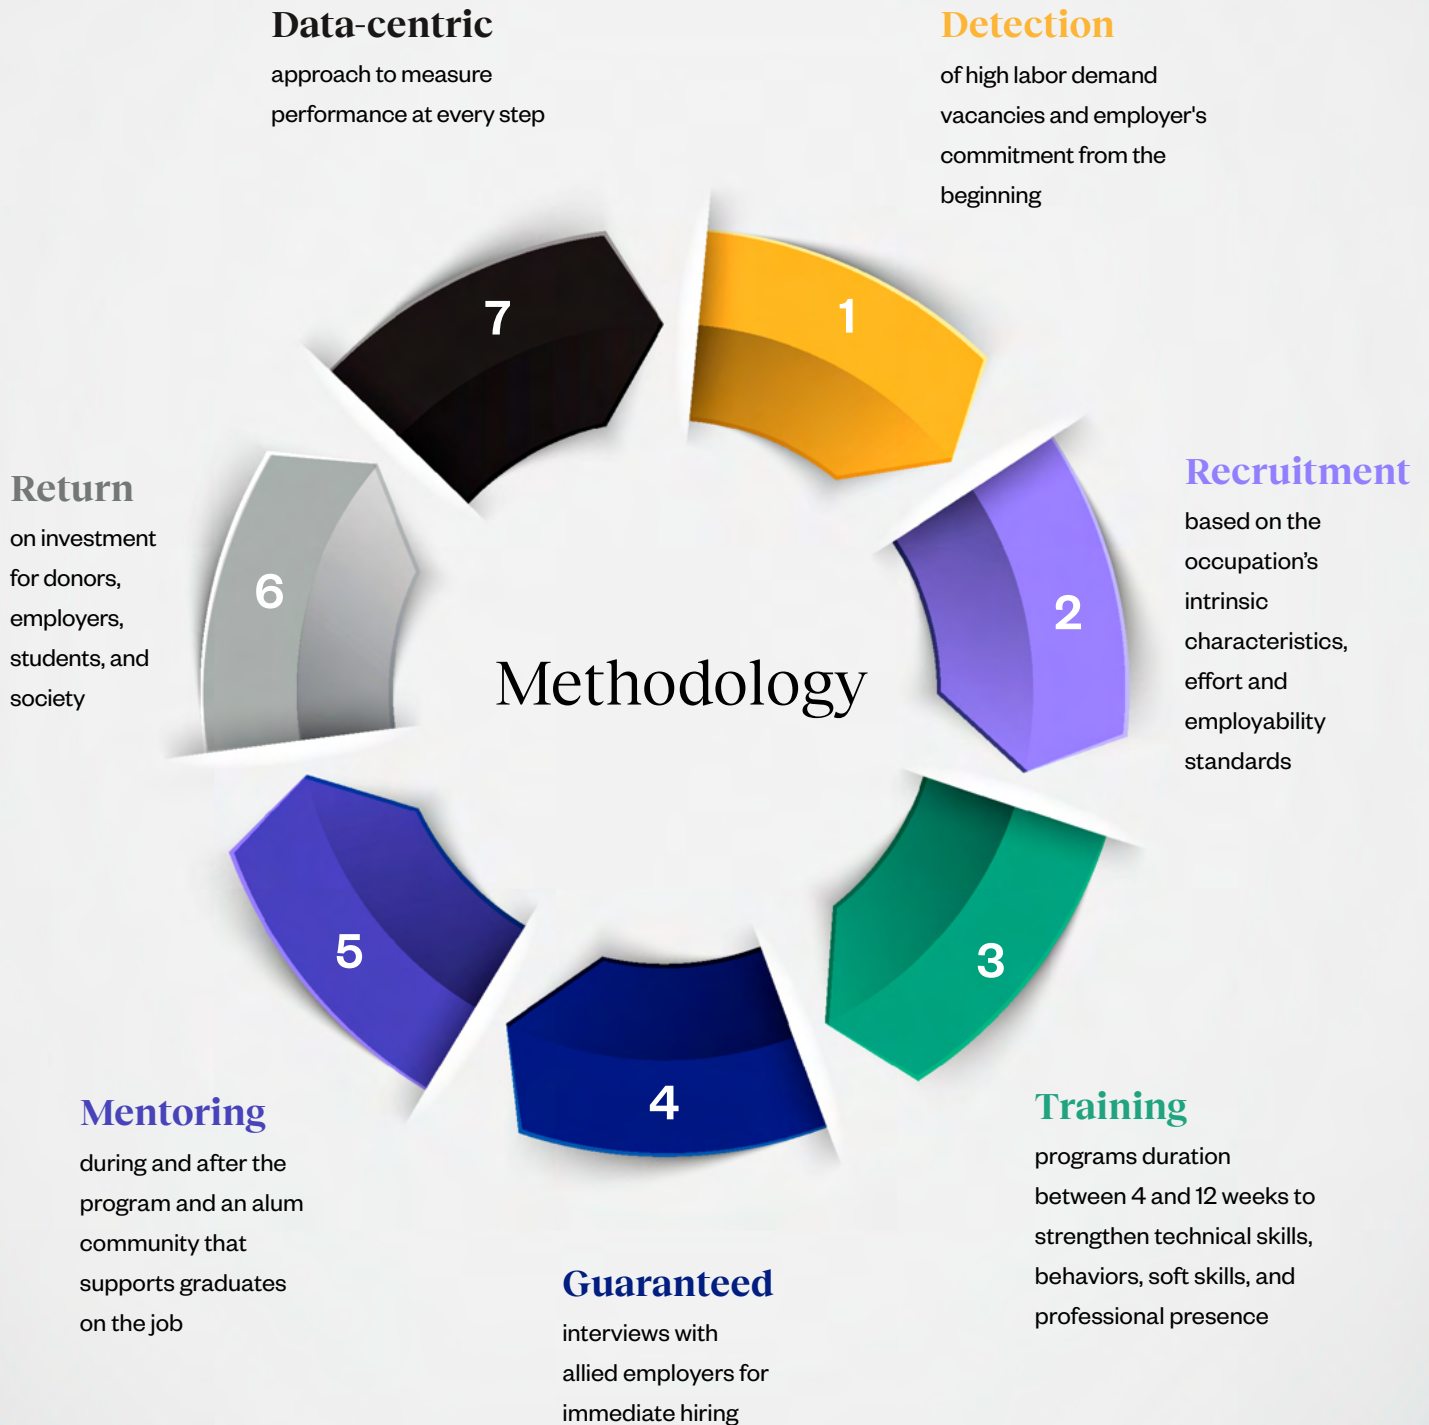 Data-centric
approach to measure
performance at every step
Detection
of high labor demand
vacancies and employer's
commitment from the
beginning
7
1
Return
on investment
for donors,
employers,
students, and
society
6
Methodology
2
Recruitment
based on the
occupation’s
intrinsic
characteristics,
effort and
employability
standards
5
4
3
Mentoring
during and after the
program and an alum
community that
supports graduates
on the job
Guaranteed
interviews with
allied employers for
immediate hiring
Training
programs duration
between 4 and 12 weeks to
strengthen technical skills,
behaviors, soft skills, and
professional presence